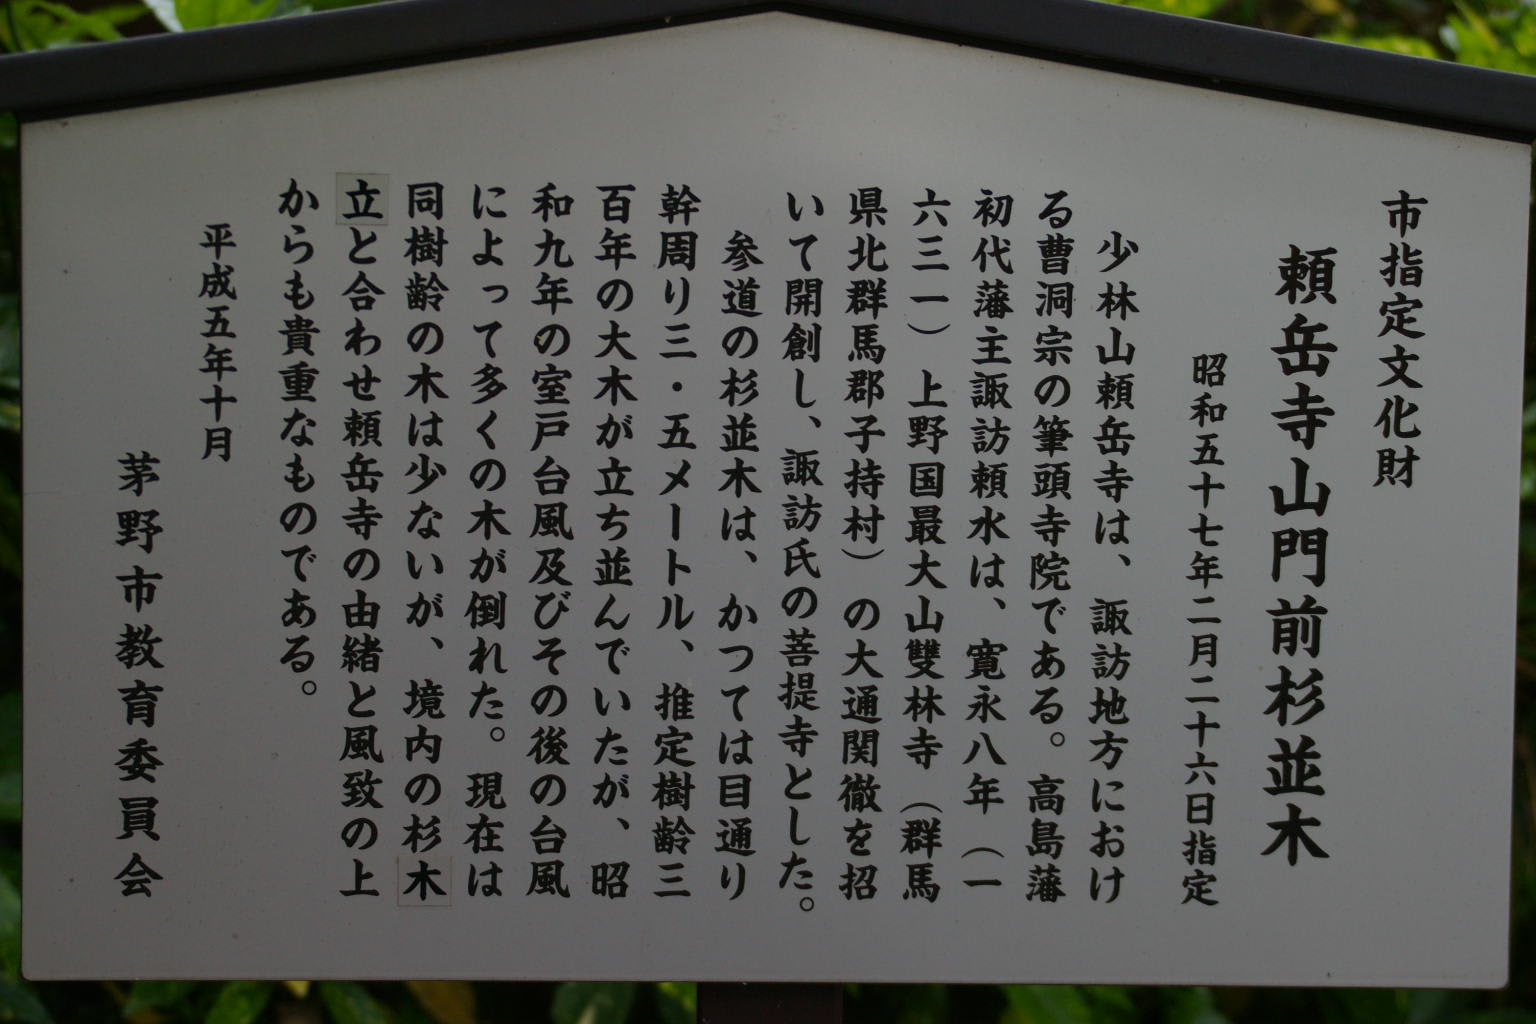 市指定文化財
頼岳寺山門前杉並木
昭和五十七年二月二十六日指定
少林山頼岳寺は、諏訪地方におけ
る曹洞宗の筆頭寺院である。高島藩
初代藩主諏訪頼水は、寛永八年（一
六三一）上野国最大山雙林寺（群馬
県北群馬郡子持村）の大通関徹を招
いて開創し、諏訪氏の菩提寺とした。
参道の杉並木は、かつては目通り
幹周り三・五メートル、推定樹齢三
百年の大木が立ち並んでいたが、昭
和九年の室戸台風及びその後の台風
によって多くの木が倒れた。現在は
同樹齢の木は少ないが、境内の杉木
立と合わせ頼岳寺の由緒と風致の上
からも貴重なものである。
平成五年十月
茅野市教育委員会